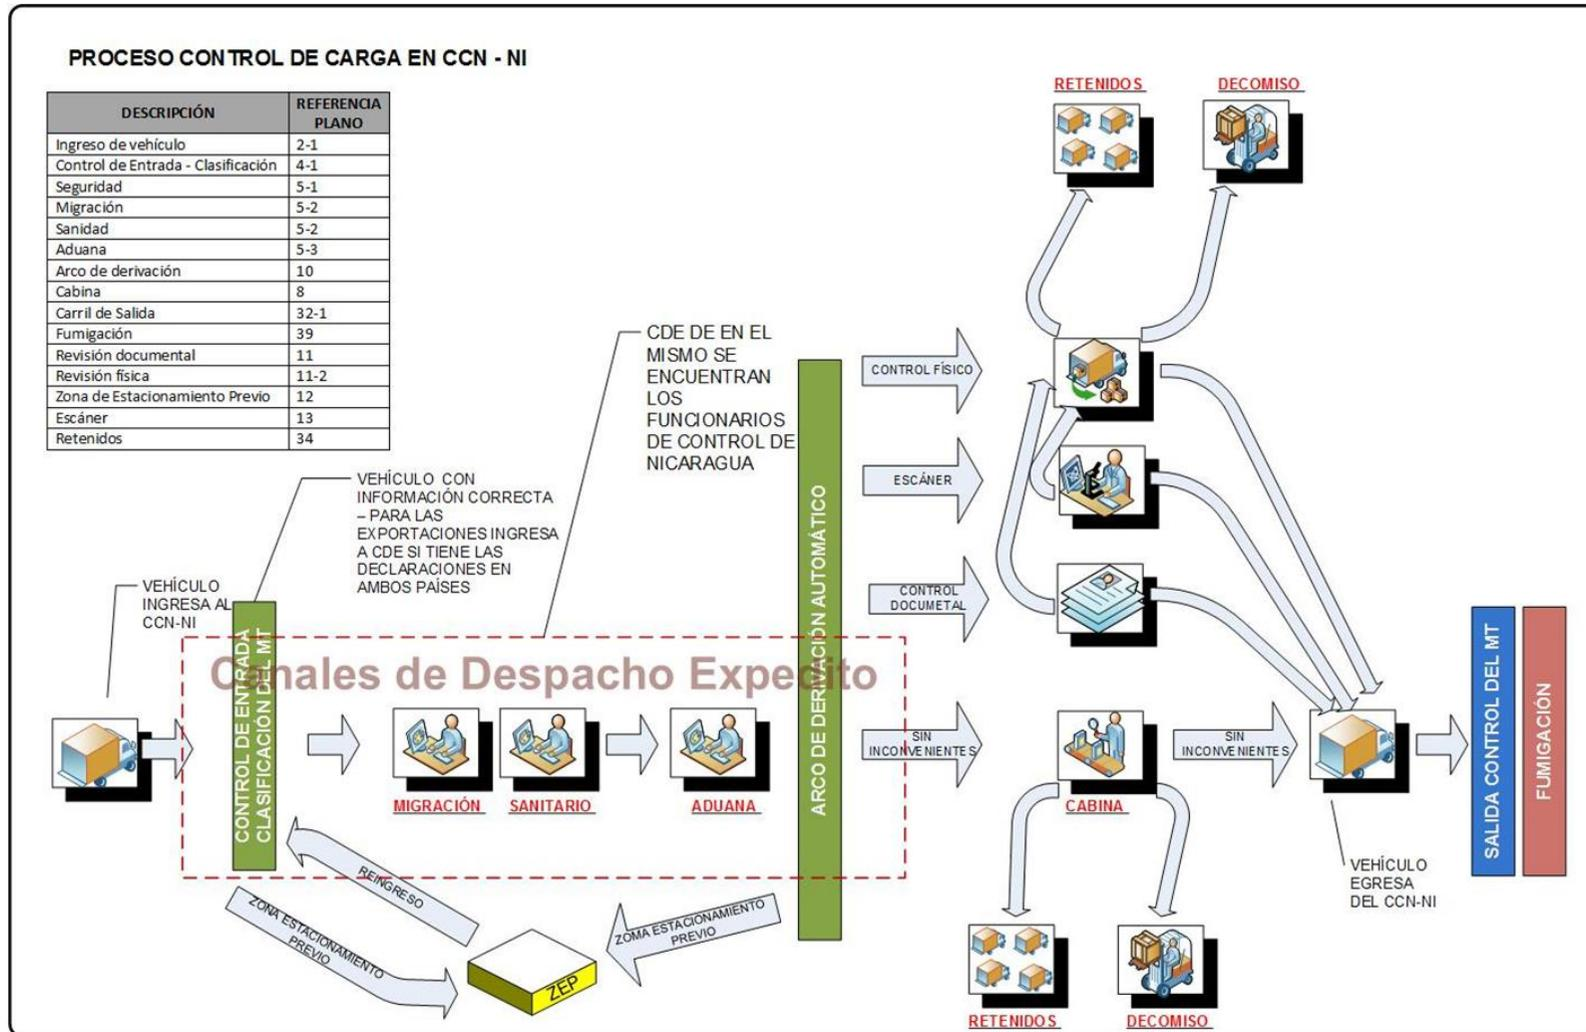 PROCESO CONTROL DE CARGA EN CCN - NI
DESCRIPCIÓN REFERENCIA PLANO
Ingreso de vehículo 2-1
Control de Entrada - Clasificación 4-1
Seguridad 5-1
Migración 5-2
Sanidad 5-2
Aduana 5-3
Arco de derivación 10
Cabina 8
Carril de Salida 32-1
Fumigación 39
Revisión documental 11
Revisión física 11-2
Zona de Estacionamiento Previo 12
Escáner 13
Retenidos 34
RETENIDOS
DECOMISO
CDE DE EN EL
MISMO SE
ENCUENTRAN
LOS
FUNCIONARIOS
DE CONTROL DE
NICARAGUA
VEHÍCULO CON
INFORMACIÓN CORRECTA
– PARA LAS
EXPORTACIONES INGRESA
A CDE SI TIENE LAS
DECLARACIONES EN
AMBOS PAÍSES
VEHÍCULO
INGRESA AL
CCN-NI
CONTROL DE ENTRADA
CLASIFICACIÓN DEL MT
Canales de Despacho Expedito
MIGRACIÓN
SANITARIO
ADUANA
ARCO DE DERIVACIÓN AUTOMÁTICO
CONTROL FÍSICO
ESCÁNER
CONTROL
DOCUMETAL
SIN
INCONVENIENTES
CABINA
SIN
INCONVENIENTES
VEHÍCULO
EGRESA
DEL CCN-NI
SALIDA CONTROL DEL MT
FUMIGACIÓN
REINGRESO
ZONA ESTACIONAMIENTO
PREVIO
ZOMA ESTACIONAMIENTO
PREVIO
ZEP
RETENIDOS
DECOMISO